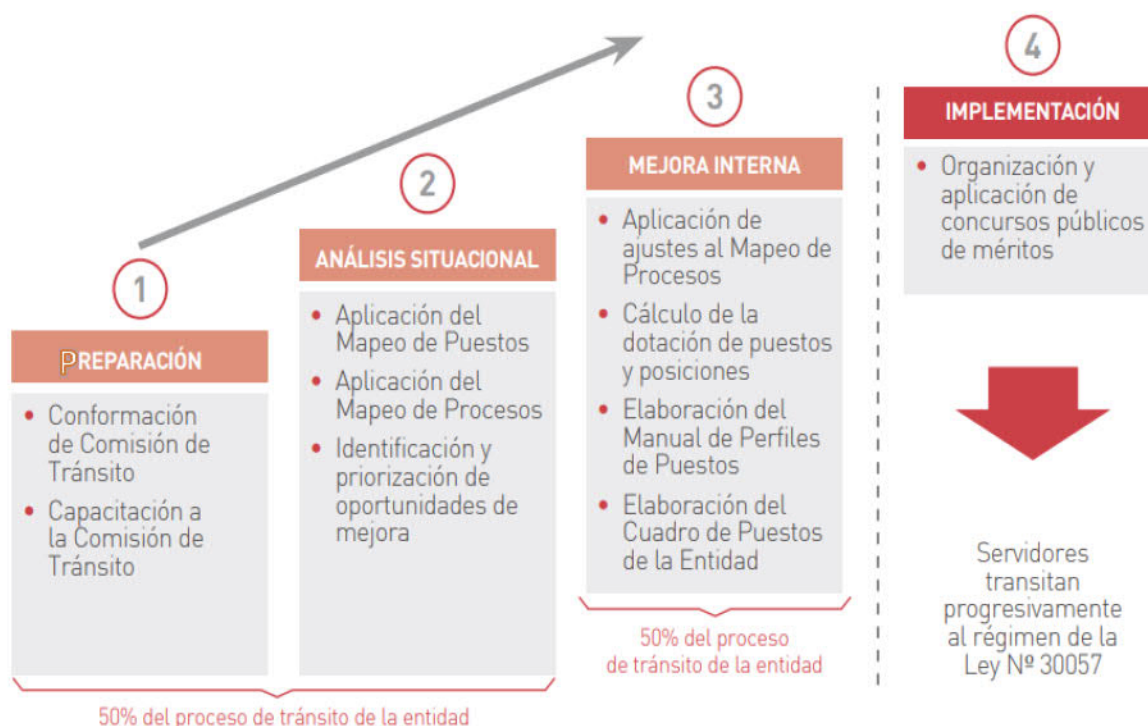 1
PREPARACIÓN
• Conformación
de Comisión de
Tránsito
• Capacitación a
la Comisión de
Tránsito
2
ANÁLISIS SITUACIONAL
• Aplicación del
Mapeo de Puestos
• Aplicación del
Mapeo de Procesos
• Identificación y
priorización de
oportunidades de
mejora
50% del proceso de tránsito de la entidad
3
MEJORA INTERNA
• Aplicación de
ajustes al Mapeo de
Procesos
• Cálculo de la
dotación de puestos
y posiciones
• Elaboración del
Manual de Perfiles
de Puestos
• Elaboración del
Cuadro de Puestos
de la Entidad
50% del proceso
de tránsito de la entidad
4
IMPLEMENTACIÓN
• Organización y
aplicación de
concursos públicos
de méritos
Servidores
transitan
progresivamente
al régimen de la
Ley Nº 30057